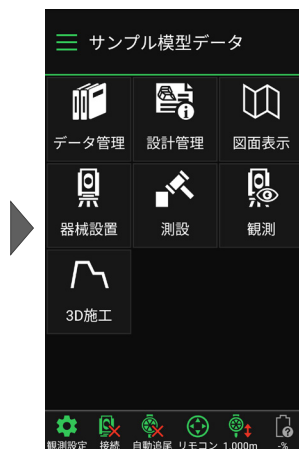 サンプル模型データ
データ管理 設計管理 図面表示
器械設置 測設 観測
3D施工
観測設定 接続 自動追尾 リモコン 1.000m -%